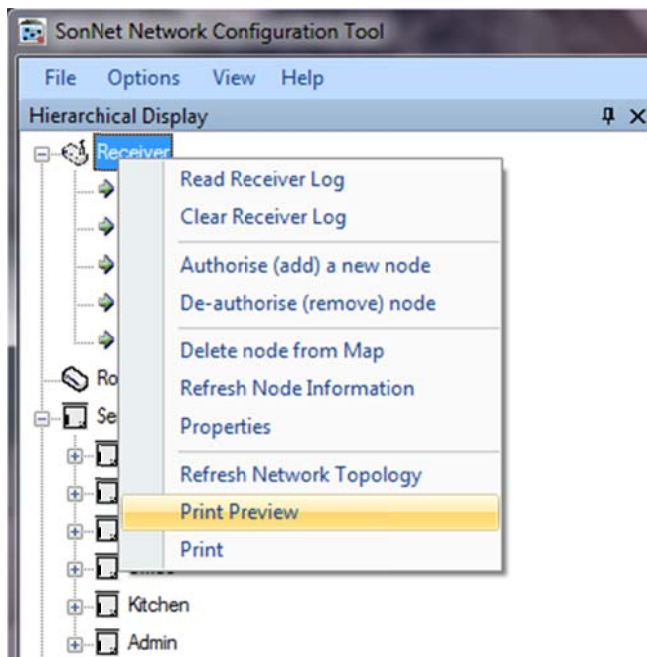 SonNet Network Configuration Tool
File Options View Help
Hierarchical Display
Receiver
Read Receiver Log
Clear Receiver Log
Authorise (add) a new node
De-authorise (remove) node
Delete node from Map
Refresh Node Information
Properties
Refresh Network Topology
Print Preview
Print
Ro
Se
Kitchen
Admin